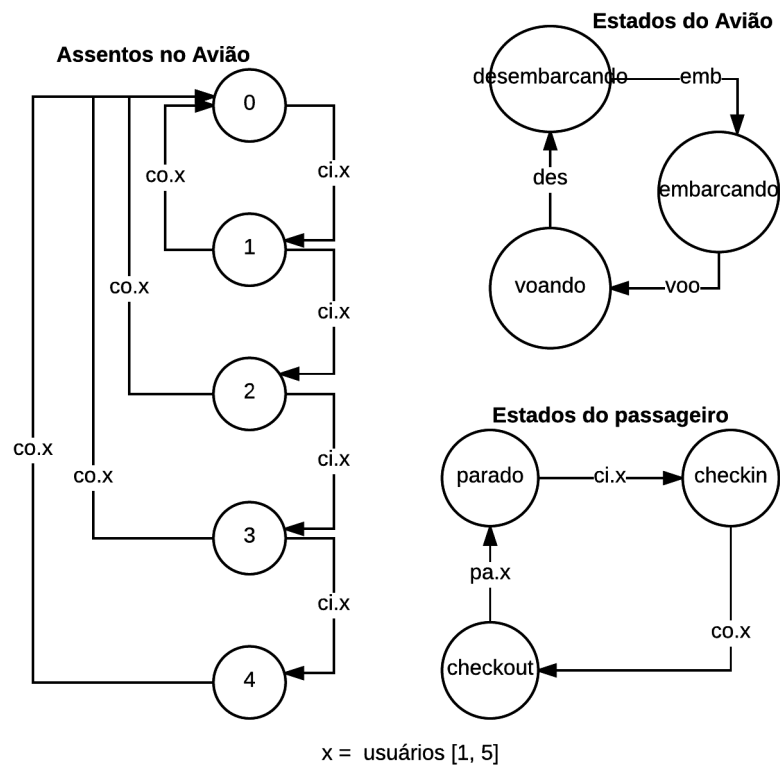 Assentos no Avião
0
co.x
ci.x
1
co.x
ci.x
2
co.x
co.x
ci.x
3
ci.x
4
Estados do Avião
desembarcando
emb
embarcando
des
voando
voo
Estados do passageiro
parado
ci.x
checkin
pa.x
co.x
checkout
x = usuários [1, 5]